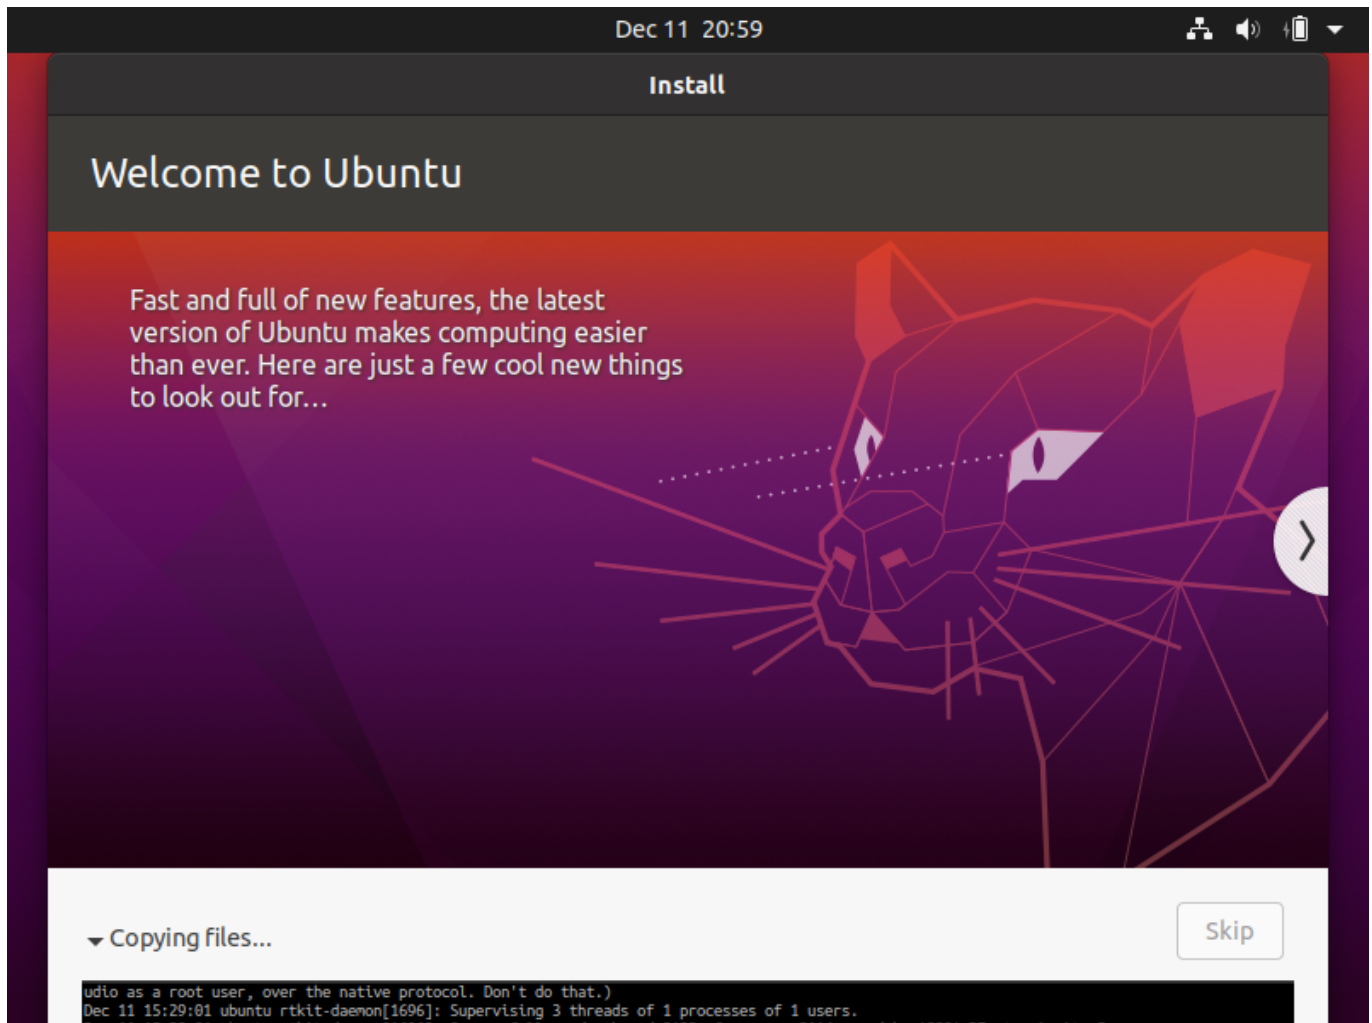 Dec 11 20:59
Install
Welcome to Ubuntu
Fast and full of new features, the latest
version of Ubuntu makes computing easier
than ever. Here are just a few cool new things
to look out for…
Copying files...
Skip
udio as a root user, over the native protocol. Don't do that.)
Dec 11 15:29:01 ubuntu rtkit-daemon[1696]: Supervising 3 threads of 1 processes of 1 users.